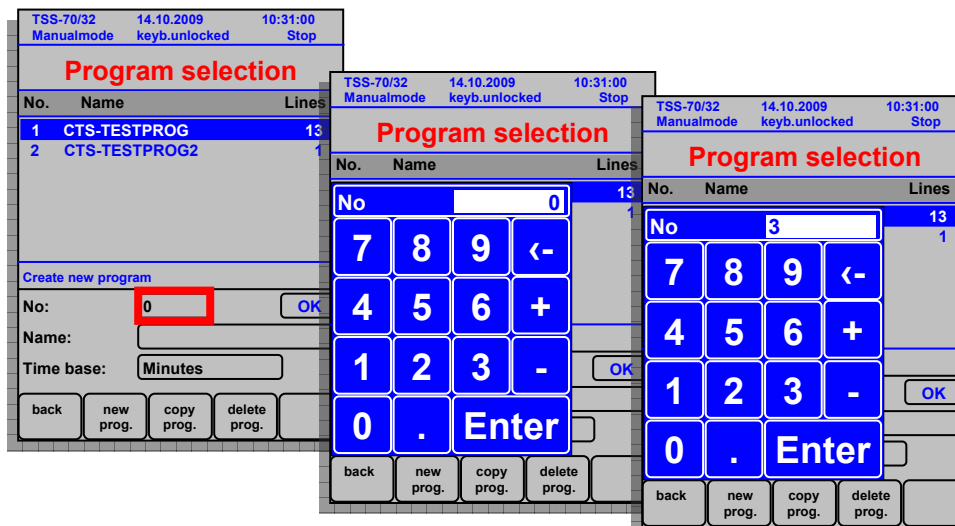 TSS-70/32 14.10.2009 10:31:00
Manualmode keyb.unlocked Stop
Program selection
No. Name Lines
1 CTS-TESTPROG 13
2 CTS-TESTPROG2 1
Create new program
No: 0 OK
Name:
Time base: Minutes
back new prog. copy prog. delete prog.
TSS-70/32 14.10.2009 10:31:00
Manualmode keyb.unlocked Stop
Program selection
No. Name Lines
13
1
No 0
7 8 9 ‹-
4 5 6 +
1 2 3 -
0 . Enter
OK
back new prog. copy prog. delete prog.
TSS-70/32 14.10.2009 10:31:00
Manualmode keyb.unlocked Stop
Program selection
No. Name Lines
13
1
No 3
7 8 9 ‹-
4 5 6 +
1 2 3 -
0 . Enter
OK
back new prog. copy prog. delete prog.